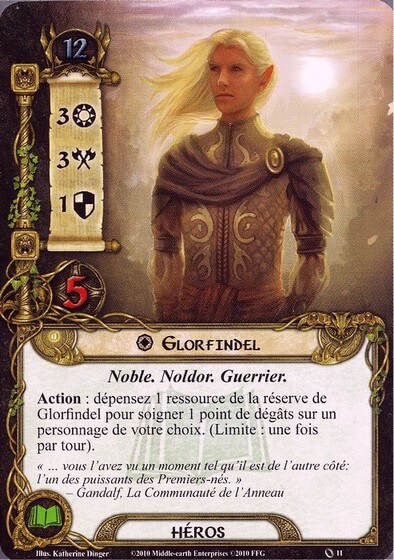 12
3
3
1
5
Glorfindel
Noble. Noldor. Guerrier.
Action : dépensez 1 ressource de la réserve de
Glorfindel pour soigner 1 point de dégâts sur un
personnage de votre choix. (Limite : une fois
par tour).
« … vous l'avez vu un moment tel qu'il est de l'autre côté:
l'un des puissants des Premiers-nés. »
– Gandalf, La Communauté de l'Anneau
HÉROS
Illus. Katherine Dinger
©2010 Middle-earth Enterprises ©2010 FFG
11